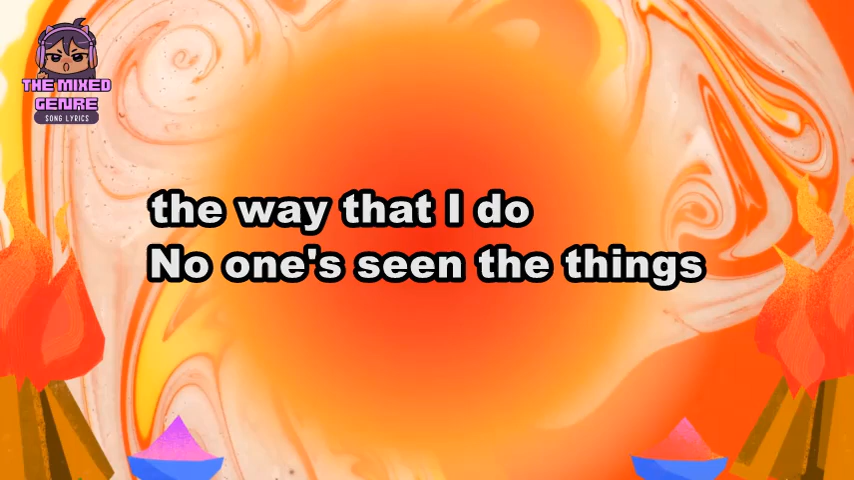 THE MIXED
GENRE
SONG LYRICS
the way that I do
No one's seen the things